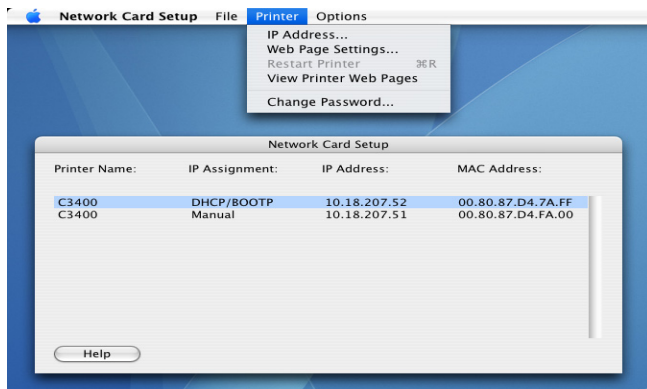 Network Card Setup File Printer Options
IP Address...
Web Page Settings...
Restart Printer ⌘R
View Printer Web Pages
Change Password...
Network Card Setup
Printer Name: IP Assignment: IP Address: MAC Address:
C3400 DHCP/BOOTP 10.18.207.52 00.80.87.D4.7A.FF
C3400 Manual 10.18.207.51 00.80.87.D4.FA.00
Help